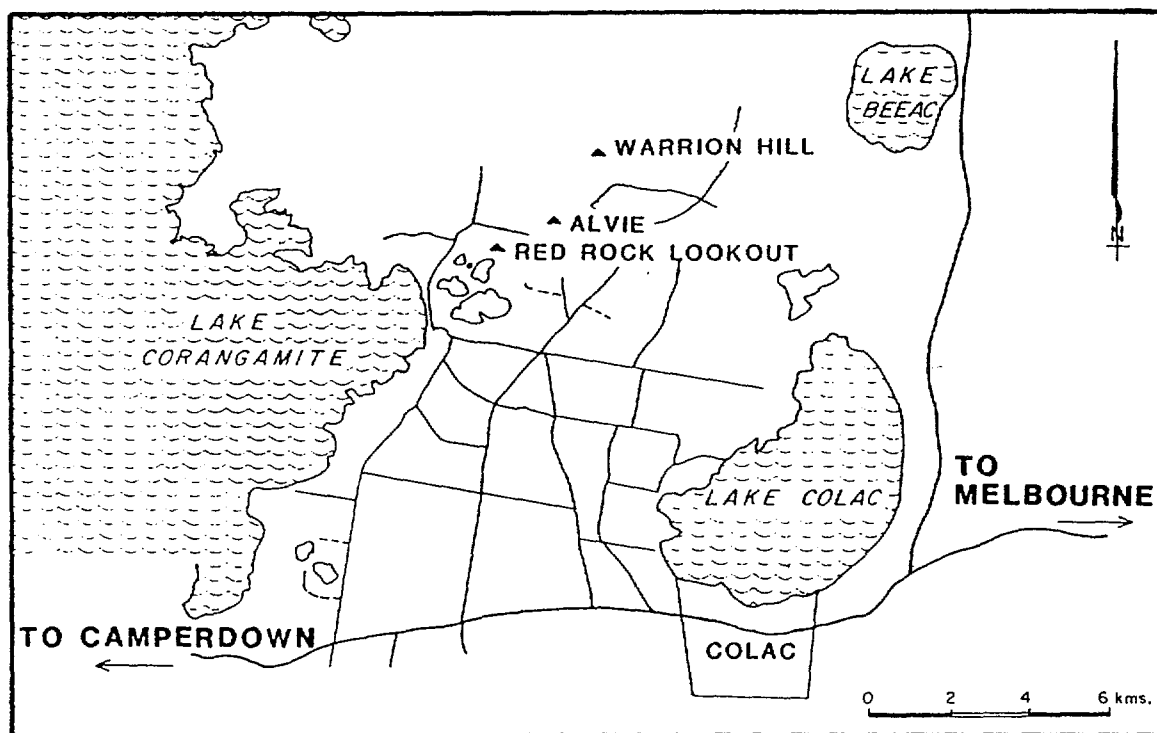 LAKE
BEEAC
WARRION HILL
N
ALVIE
RED ROCK LOOKOUT
LAKE
CORANGAMITE
TO
MELBOURNE
LAKE COLAC
TO CAMPERDOWN
COLAC
0 2 4 6 kms.